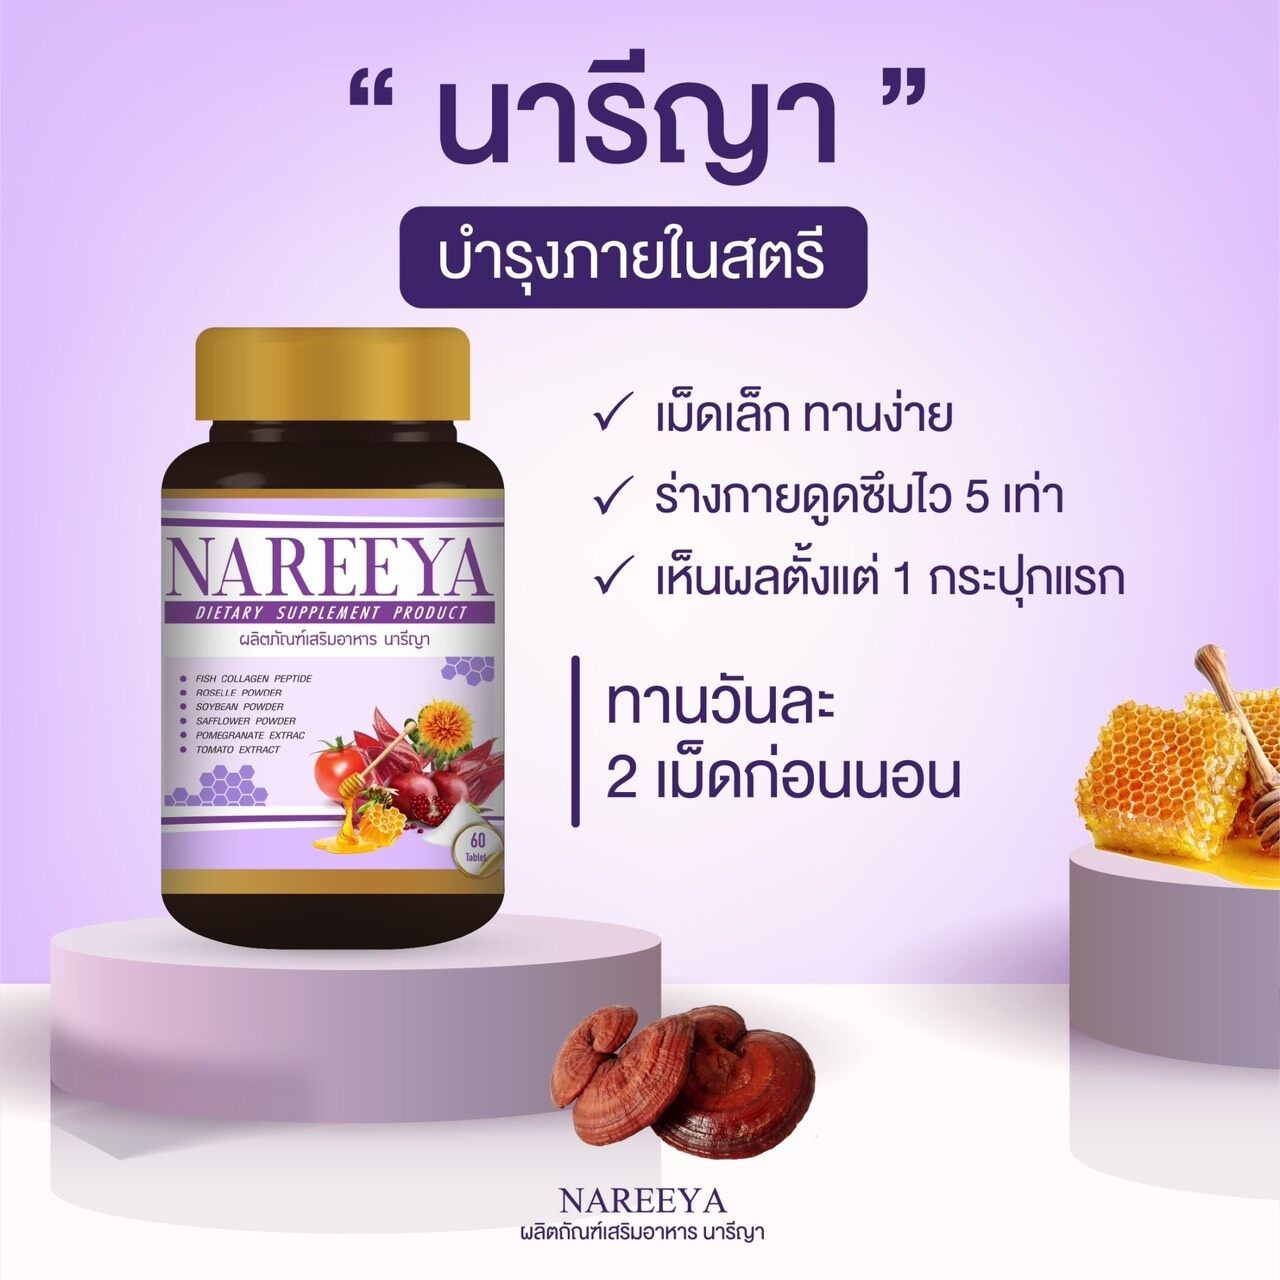 “ นารีญา ”
บำรุงภายในสตรี
✓ เม็ดเล็ก ทานง่าย
✓ ร่างกายดูดซึมไว 5 เท่า
✓ เห็นผลตั้งแต่ 1 กระปุกแรก
ทานวันละ
2 เม็ดก่อนนอน
NAREEYA
DIETARY SUPPLEMENT PRODUCT
ผลิตภัณฑ์เสริมอาหาร นารีญา
• FISH COLLAGEN PEPTIDE
• ROSELLE POWDER
• SOYBEAN POWDER
• SAFFLOWER POWDER
• POMEGRANATE EXTRAC
• TOMATO EXTRACT
60
Tablet
NAREEYA
ผลิตถัณฑ์เสริมอาหาร นารีญา